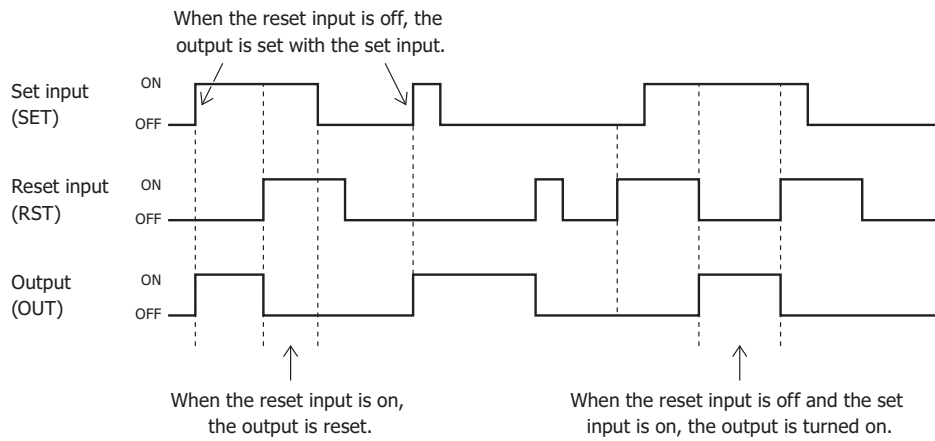 When the reset input is off, the
output is set with the set input.
Set input
(SET)
ON
OFF
Reset input
(RST)
ON
OFF
Output
(OUT)
ON
OFF
When the reset input is on,
the output is reset.
When the reset input is off and the set
input is on, the output is turned on.